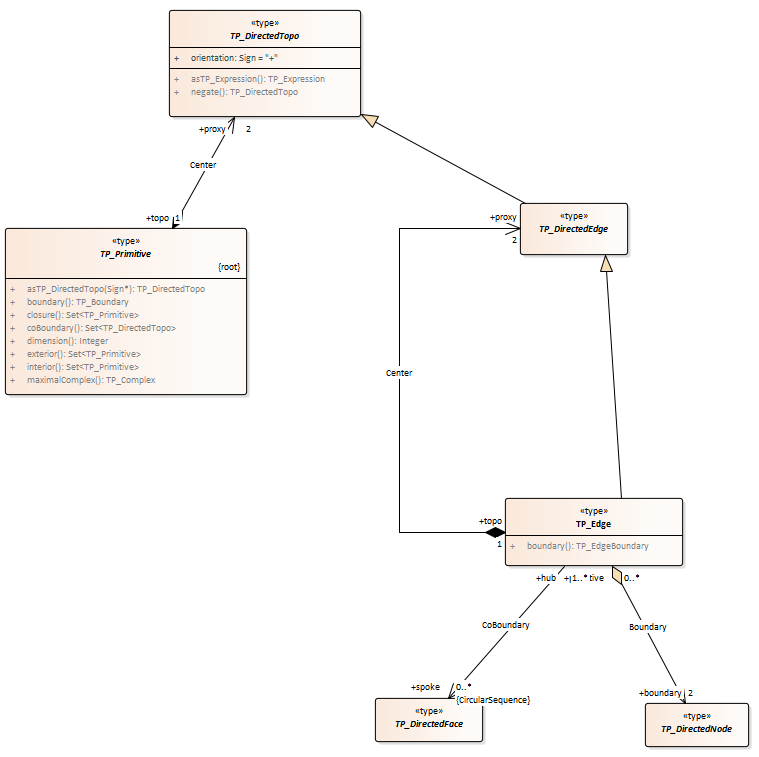 «type»
TP_DirectedTopo
+ orientation: Sign = "+"
+ asTP_Expression(): TP_Expression
+ negate(): TP_DirectedTopo
+proxy 2
Center
+topo 1
«type»
TP_Primitive
{root}
+ asTP_DirectedTopo(Sign*): TP_DirectedTopo
+ boundary(): TP_Boundary
+ closure(): Set<TP_Primitive>
+ coBoundary(): Set<TP_DirectedTopo>
+ dimension(): Integer
+ exterior(): Set<TP_Primitive>
+ interior(): Set<TP_Primitive>
+ maximalComplex(): TP_Complex
+proxy
2
«type»
TP_DirectedEdge
Center
+topo
1
«type»
TP_Edge
+ boundary(): TP_EdgeBoundary
+hub 1..* tive 0..*
CoBoundary
Boundary
+spoke 0..*
{CircularSequence}
+boundary 2
«type»
TP_DirectedFace
«type»
TP_DirectedNode